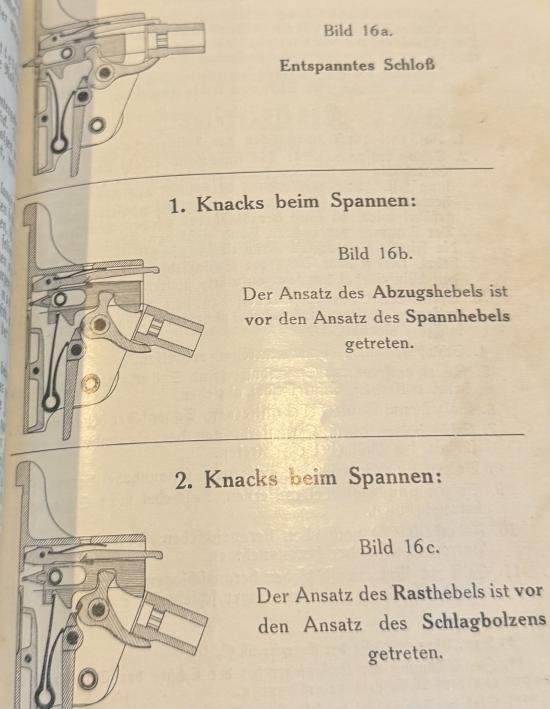 Bild 16a.
Entspanntes Schloß
1. Knacks beim Spannen:
Bild 16b.
Der Ansatz des Abzugshebels ist
vor den Ansatz des Spannhebels
getreten.
2. Knacks beim Spannen:
Bild 16c.
Der Ansatz des Rasthebels ist vor
den Ansatz des Schlagbolzens
getreten.